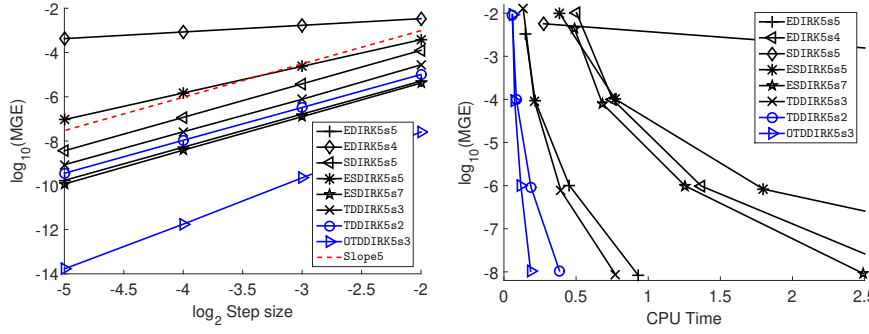 -2
-4
-6
-8
-10
-12
-14
log10(MGE)
EDIRK5s5
EDIRK5s4
SDIRK5s5
ESDIRK5s5
ESDIRK5s7
TDDIRK5s3
TDDIRK5s2
OTDDIRK5s3
Slope5
-5
-4.5
-4
-3.5
-3
-2.5
-2
log2 Step size
-2
-3
-4
-5
-6
-7
-8
log10(MGE)
EDIRK5s5
EDIRK5s4
SDIRK5s5
ESDIRK5s5
ESDIRK5s7
TDDIRK5s3
TDDIRK5s2
OTDDIRK5s3
0
0.5
1
1.5
2
2.5
CPU Time